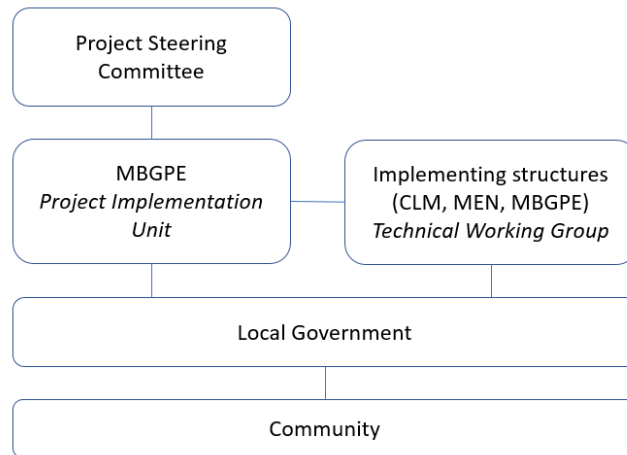 Project Steering
Committee
MBGPE
Project Implementation
Unit
Implementing structures
(CLM, MEN, MBGPE)
Technical Working Group
Local Government
Community